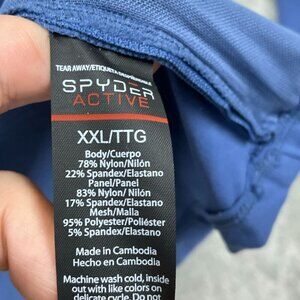 TEAR AWAY/ETIQUETA DESPRENDIBLE
SPYDER
ACTIVE
XXL/TTG
Body/Cuerpo
78% Nylon/Nilón
22% Spandex/Elastano
Panel/Panel
83% Nylon/ Nilón
17% Spandex/Elastano
Mesh/Malla
95% Polyester/Poliéster
5% Spandex/Elastano
Made in Cambodia
Hecho en Cambodia
Machine wash cold, inside
out with like colors on
delicate cycle. Do not